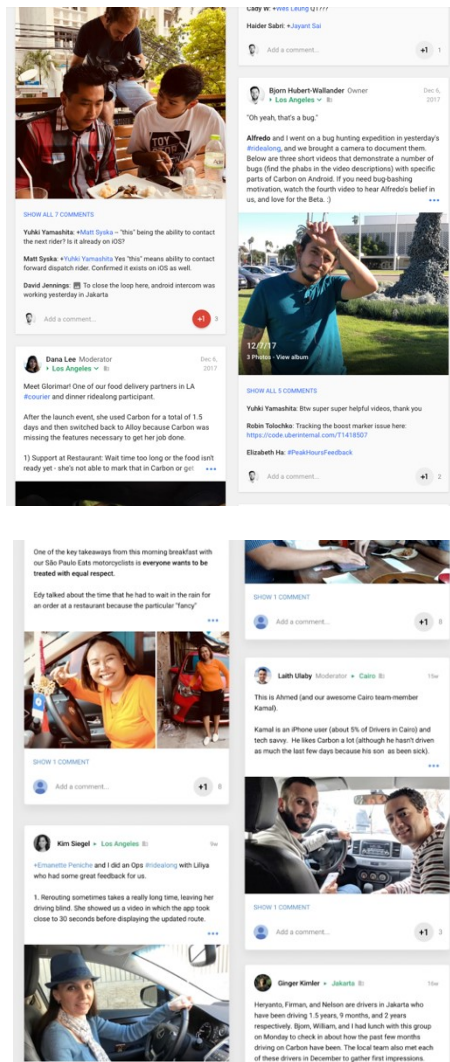 SHOW ALL 7 COMMENTS
Yuhki Yamashita: +Matt Syska -- "this" being the ability to contact
the next rider? Is it already on iOS?
Matt Syska: +Yuhki Yamashita Yes "this" means ability to contact
forward dispatch rider. Confirmed it exists on iOS as well.
David Jennings: To close the loop here, android intercom was
working yesterday in Jakarta
Add a comment...
+1 3
Dana Lee Moderator
Dec 6,
2017
Los Angeles
Meet Glorimar! One of our food delivery partners in LA
#courier and dinner ridealong participant.
After the launch event, she used Carbon for a total of 1.5
days and then switched back to Alloy because Carbon was
missing the features necessary to get her job done.
1) Support at Restaurant: Wait time too long or the food isn't
ready yet - she's not able to mark that in Carbon or get ...
Cady W: +Wes Leung Q1???
Haider Sabri: +Jayant Sai
Add a comment...
+1 1
Bjorn Hubert-Wallander Owner
Dec 6,
2017
Los Angeles
"Oh yeah, that's a bug."
Alfredo and I went on a bug hunting expedition in yesterday's
#ridealong, and we brought a camera to document them.
Below are three short videos that demonstrate a number of
bugs (find the phabs in the video descriptions) with specific
parts of Carbon on Android. If you need bug-bashing
motivation, watch the fourth video to hear Alfredo's belief in
us, and love for the Beta. :)
12/7/17
3 Photos - View album
SHOW ALL 5 COMMENTS
Yuhki Yamashita: Btw super super helpful videos, thank you
Robin Tolochko: Tracking the boost marker issue here:
https://code.uberinternal.com/T1418507
Elizabeth Ha: #PeakHoursFeedback
Add a comment...
+1 2
One of the key takeaways from this morning breakfast with
our São Paulo Eats motorcyclists is everyone wants to be
treated with equal respect.
Edy talked about the time that he had to wait in the rain for
an order at a restaurant because the particular "fancy"
SHOW 1 COMMENT
Add a comment...
+1 8
Kim Siegel Los Angeles
9w
+Emanette Peniche and I did an Ops #ridealong with Liliya
who had some great feedback for us.
1. Rerouting sometimes takes a really long time, leaving her
driving blind. She showed us a video in which the app took
close to 30 seconds before displaying the updated route.
SHOW 1 COMMENT
Add a comment...
+1 8
Laith Ulaby Moderator Cairo
This is Ahmed (and our awesome Cairo team-member
Kamal).
Kamal is an iPhone user (about 5% of Drivers in Cairo) and
tech savvy. He likes Carbon a lot (although he hasn't driven
as much the last few days because his son as been sick).
SHOW 1 COMMENT
Add a comment...
+1 3
Ginger Kimler Jakarta
16w
Heryanto, Firman, and Nelson are drivers in Jakarta who
have been driving 1.5 years, 9 months, and 2 years
respectively. Bjorn, William, and I had lunch with this group
on Monday to check in about how the past few months
driving on Carbon have been. The local team also met each
of these drivers in December to gather first impressions.